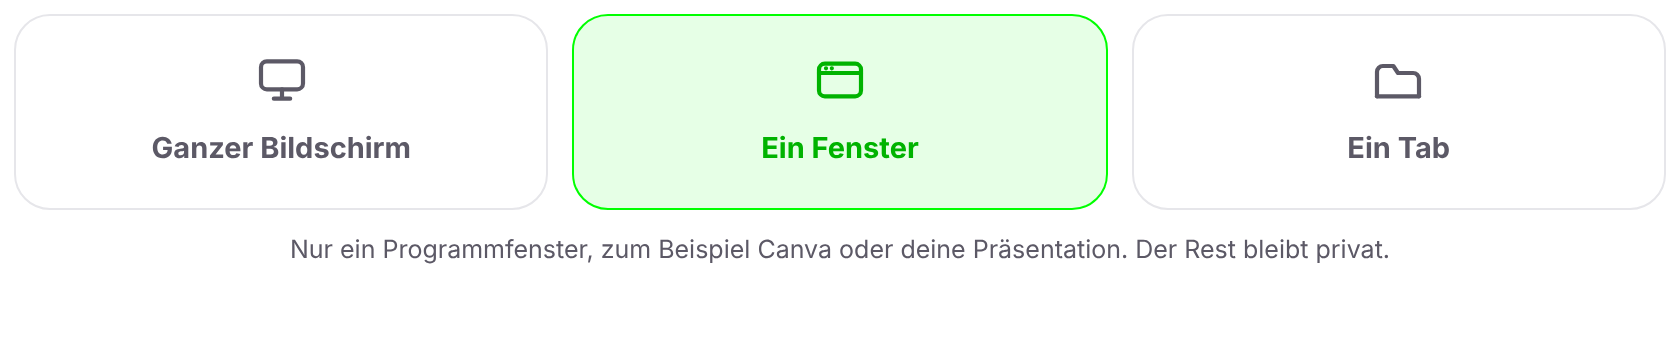 Ganzer Bildschirm
Ein Fenster
Ein Tab
Nur ein Programmfenster, zum Beispiel Canva oder deine Präsentation. Der Rest bleibt privat.